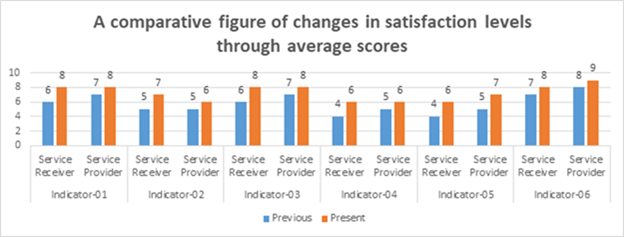 A comparative figure of changes in satisfaction levels
through average scores
10
8
6
4
2
0
6 8 7 8 5 7 5 6 6 8 7 8 4 6 5 6 4 6 5 7 7 8 8 9
Service Receiver Service Provider Service Receiver Service Provider Service Receiver Service Provider Service Receiver Service Provider Service Receiver Service Provider Service Receiver Service Provider
Indicator-01 Indicator-02 Indicator-03 Indicator-04 Indicator-05 Indicator-06
Previous Present